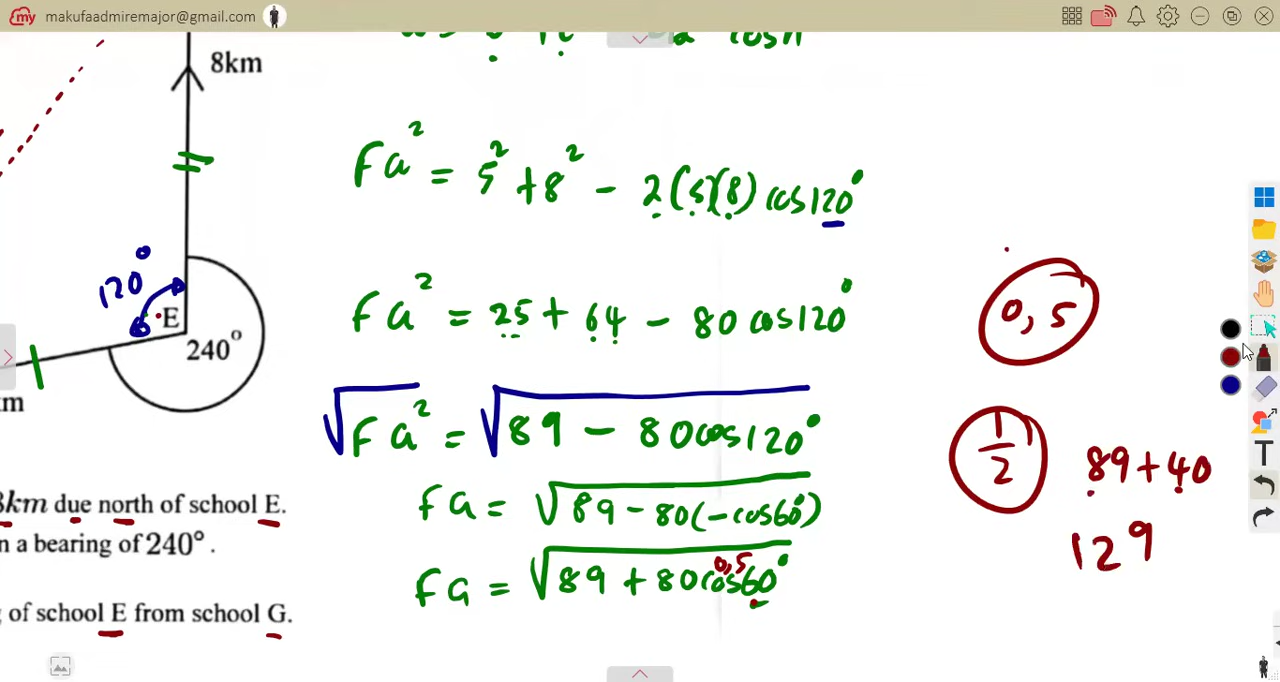 my makufaadmiremajor@gmail.com
8km
Fa² = 5² + 8² - 2(5)(8) cos120°
120°
E
240°
Fa² = 25 + 64 - 80 cos120°
0,5
m
√Fa² = √89 - 80cos120°
1/2
89+40
129
8km due north of school E.
Fa = √89 - 80(-cos60°)
n a bearing of 240°.
Fa = √89 + 80cos60°
0,5
of school E from school G.
T